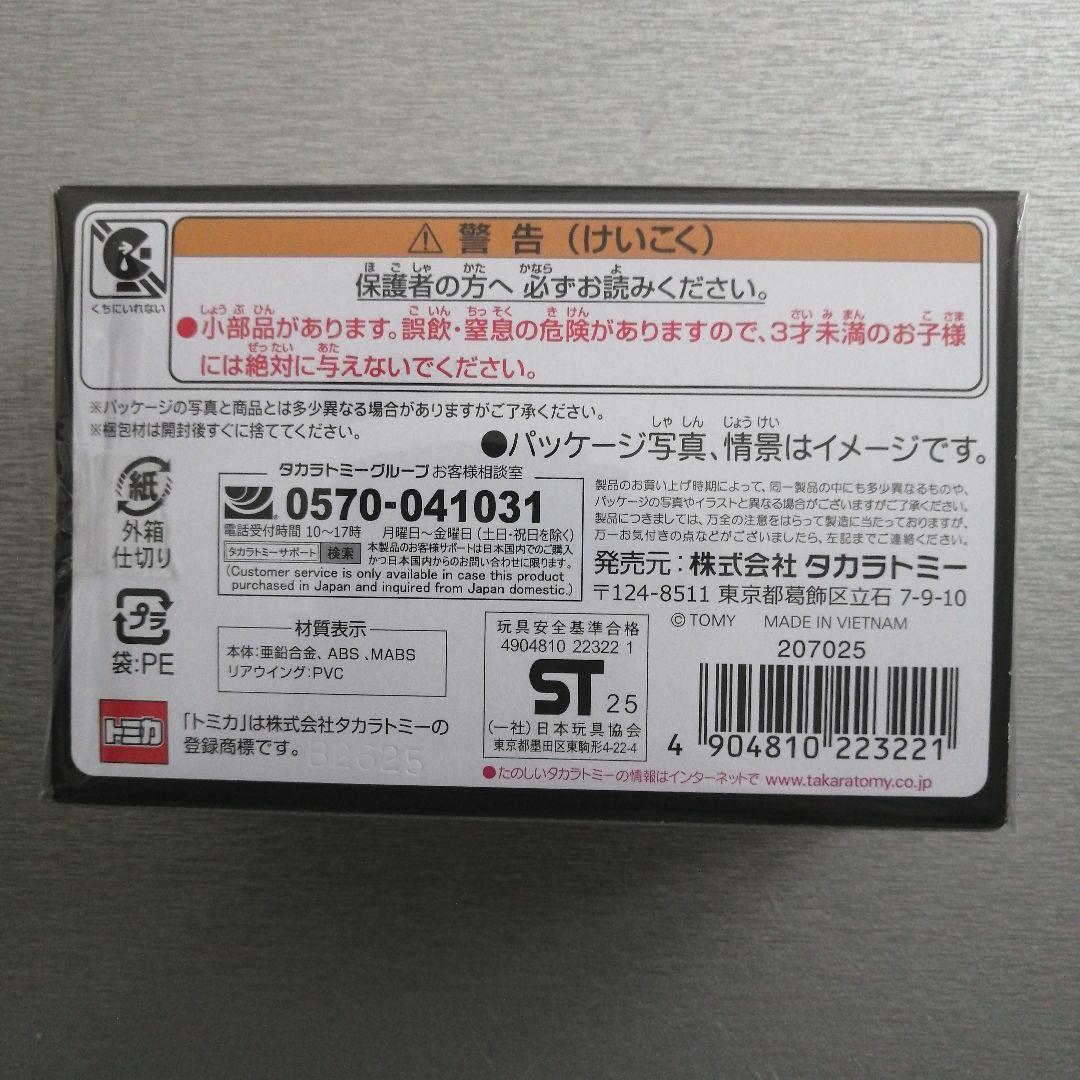 ⚠ 警告（けいこく）
保護者の方へ 必ずお読みください。
ほごしゃ かた かなら よ
くちにいれない
●小部品があります。誤飲・窒息の危険がありますので、3才未満のお子様
しょうぶひん ごいん ちっそく きけん さいみまん こさま
には絶対に与えないでください。
ぜったい あた
※パッケージの写真と商品とは多少異なる場合がありますがご了承ください。
※梱包材は開封後すぐに捨ててください。
●パッケージ写真、情景はイメージです。
しゃしん じょうけい
紙
外箱
仕切り
プラ
袋:PE
タカラトミーグループお客様相談室
0570-041031
電話受付時間 10～17時 月曜日～金曜日（土日・祝日を除く）
タカラトミーサポート 検索
本製品のお客様サポートは日本国内でのご購入
かつ日本国内からのお問い合わせに限ります。
(Customer service is only available in case this product
purchased in Japan and inquired from Japan domestic.)
製品のお買い上げ時期によって、同一製品の中にも多少異なるものや、
パッケージの写真やイラストと異なる場合がございますがご了承ください。
製品につきましては、万全の注意をはらって製造に当たっておりますが、
万一お気付きの点などがございましたら、左記までご連絡ください。
発売元：株式会社 タカラトミー
〒124-8511 東京都葛飾区立石 7-9-10
© TOMY MADE IN VIETNAM
207025
材質表示
本体:亜鉛合金、ABS 、MABS
リアウイング:PVC
玩具安全基準合格
4904810 22322 1
ST 25
(一社)日本玩具協会
東京都墨田区東駒形4-22-4
4 904810 223221
トミカ
「トミカ」は株式会社タカラトミーの
登録商標です。
●たのしいタカラトミーの情報はインターネットで www.takaratomy.co.jp